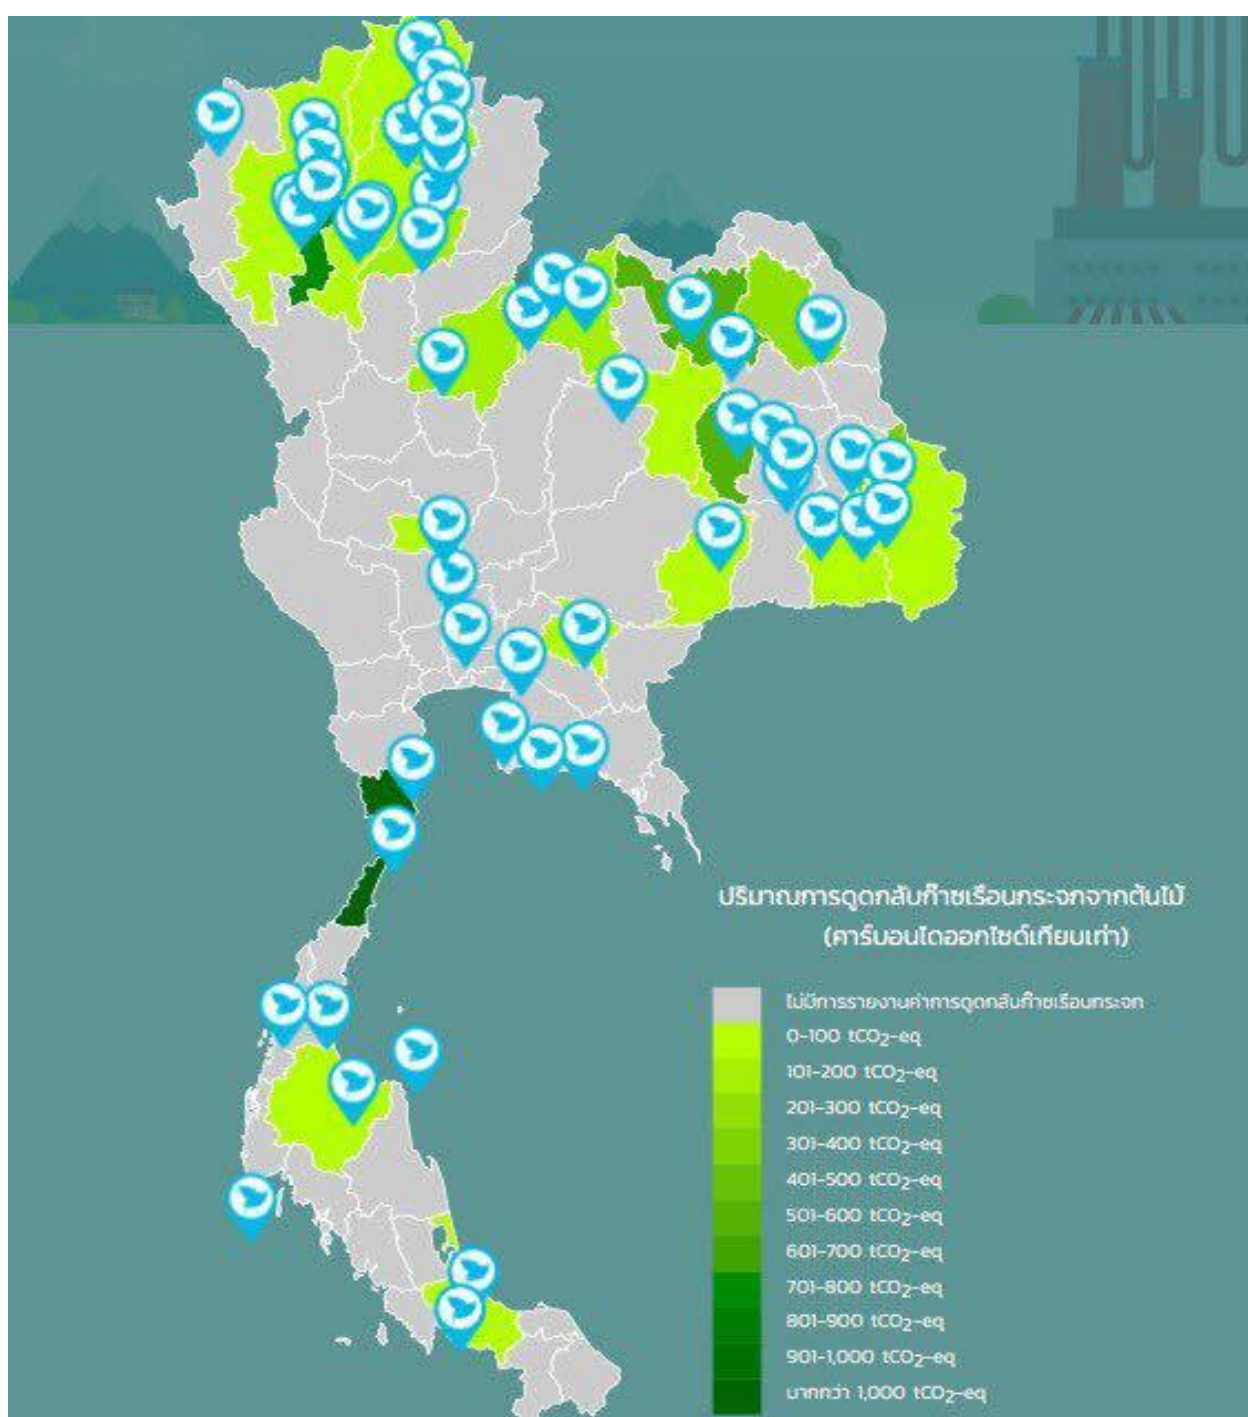 ปริมาณการดูดกลับก๊าซเรือนกระจกจากต้นไม้
(คาร์บอนไดออกไซด์เทียบเท่า)
ไม่มีการรายงานค่าการดูดกลับก๊าซเรือนกระจก
0-100 tCO₂-eq
101-200 tCO₂-eq
201-300 tCO₂-eq
301-400 tCO₂-eq
401-500 tCO₂-eq
501-600 tCO₂-eq
601-700 tCO₂-eq
701-800 tCO₂-eq
801-900 tCO₂-eq
901-1,000 tCO₂-eq
มากกว่า 1,000 tCO₂-eq